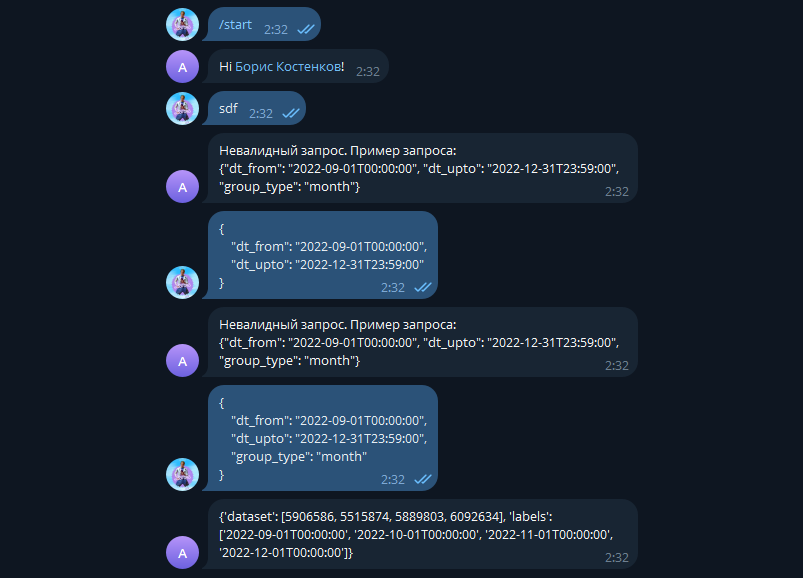 /start 2:32
A
Hi Борис Костенков! 2:32
sdf 2:32
Невалидный запрос. Пример запроса:
{"dt_from": "2022-09-01T00:00:00", "dt_upto": "2022-12-31T23:59:00",
"group_type": "month"}
A
2:32
{
"dt_from": "2022-09-01T00:00:00",
"dt_upto": "2022-12-31T23:59:00"
}
2:32
Невалидный запрос. Пример запроса:
{"dt_from": "2022-09-01T00:00:00", "dt_upto": "2022-12-31T23:59:00",
"group_type": "month"}
A
2:32
{
"dt_from": "2022-09-01T00:00:00",
"dt_upto": "2022-12-31T23:59:00",
"group_type": "month"
}
2:32
{'dataset': [5906586, 5515874, 5889803, 6092634], 'labels':
['2022-09-01T00:00:00', '2022-10-01T00:00:00', '2022-11-01T00:00:00',
'2022-12-01T00:00:00']}
A
2:32